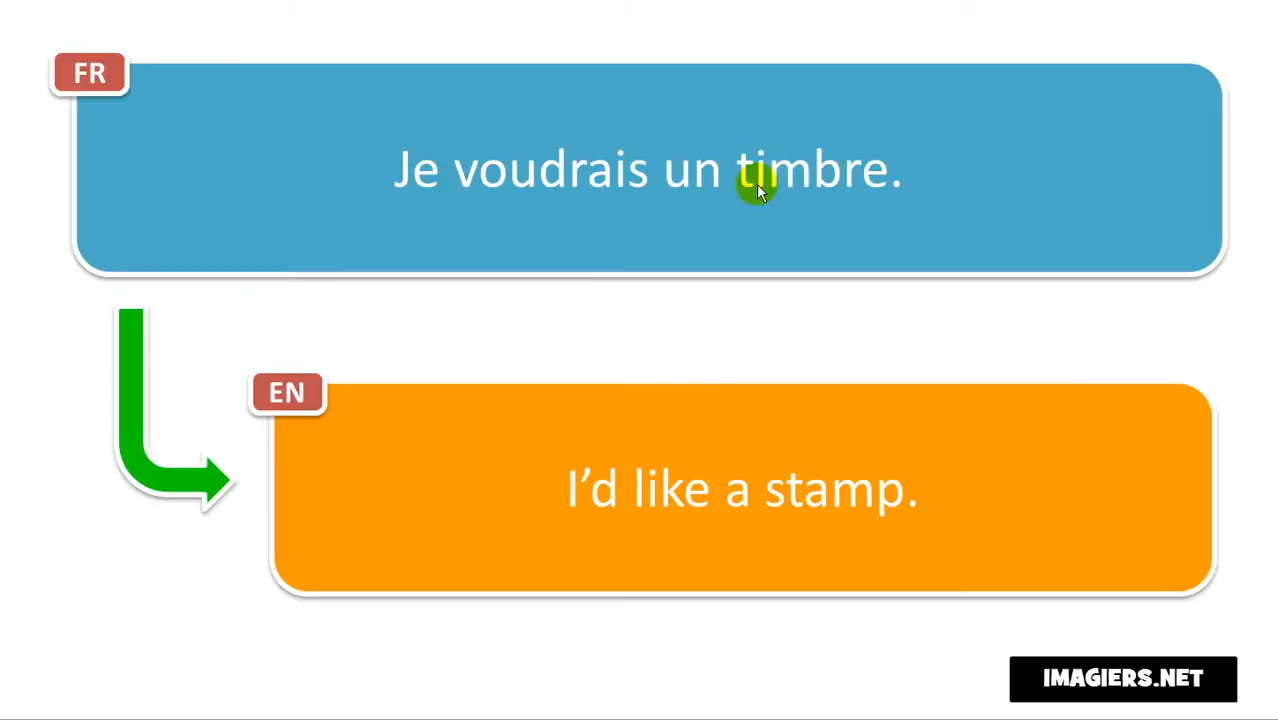 FR
Je voudrais un timbre.
EN
I’d like a stamp.
IMAGIERS.NET